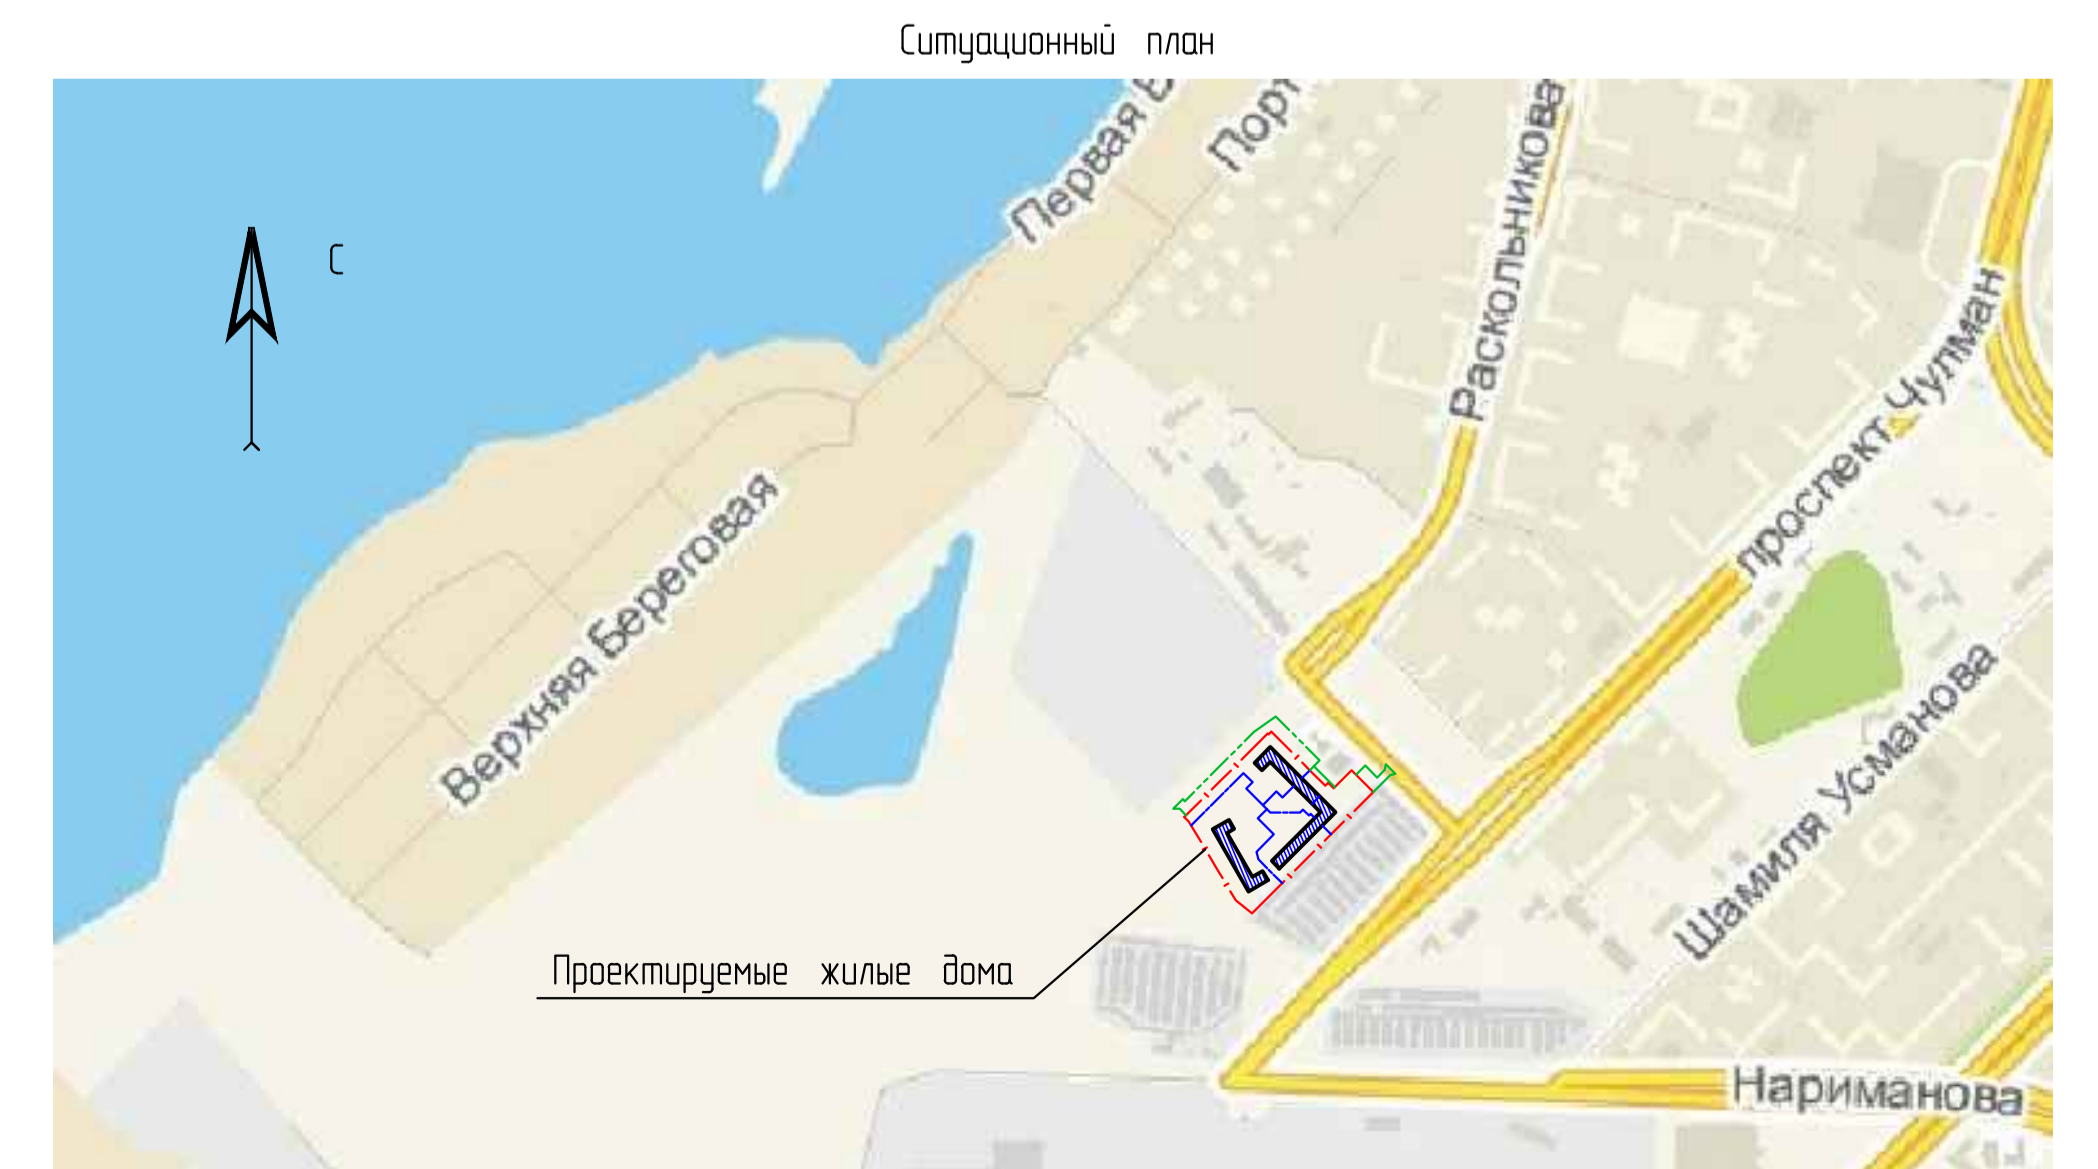 Ситуационный план
Первая
Порт
Раскольникова
С
проспект Чулман
Верхняя Береговая
Шамиля Усманова
Проектируемые жилые дома
Нариманова